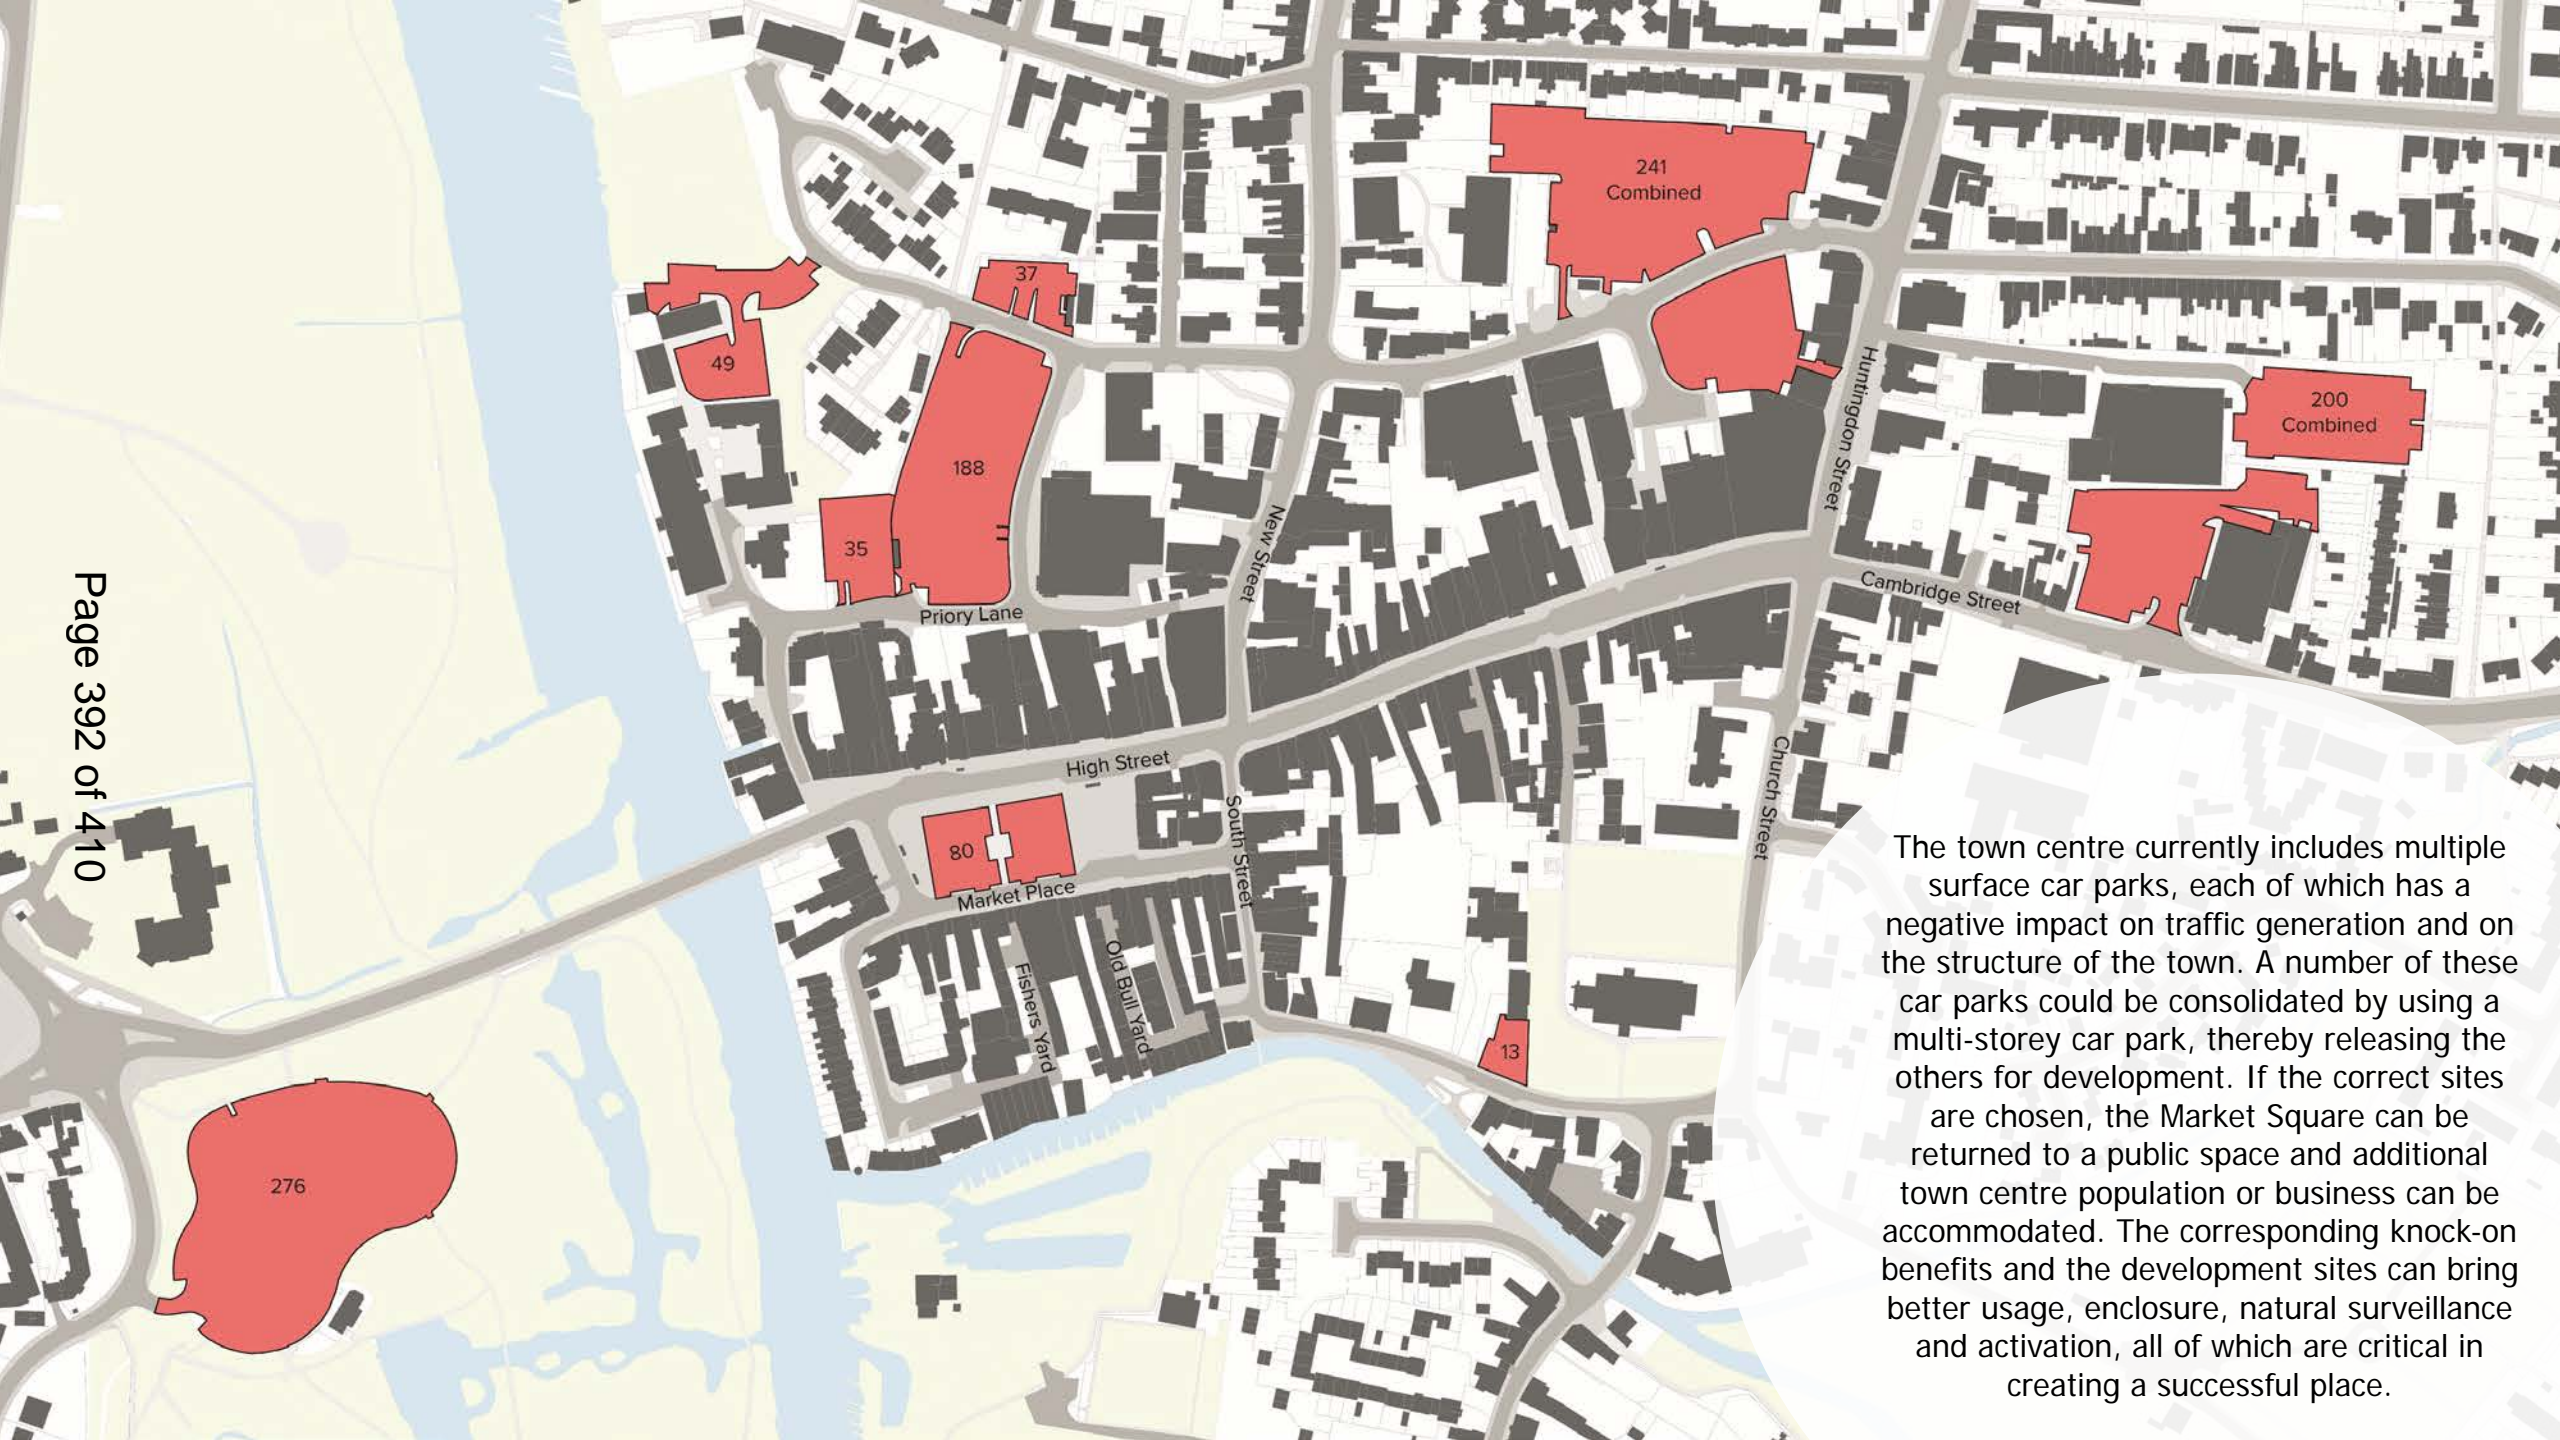 241
Combined
37
49
200
Combined
188
Huntingdon Street
35
New Street
Cambridge Street
Priory Lane
High Street
Church Street
South Street
80
Market Place
Old Bull Yard
Fishers Yard
13
276
Page 392 of 410
The town centre currently includes multiple
surface car parks, each of which has a
negative impact on traffic generation and on
the structure of the town. A number of these
car parks could be consolidated by using a
multi-storey car park, thereby releasing the
others for development. If the correct sites
are chosen, the Market Square can be
returned to a public space and additional
town centre population or business can be
accommodated. The corresponding knock-on
benefits and the development sites can bring
better usage, enclosure, natural surveillance
and activation, all of which are critical in
creating a successful place.